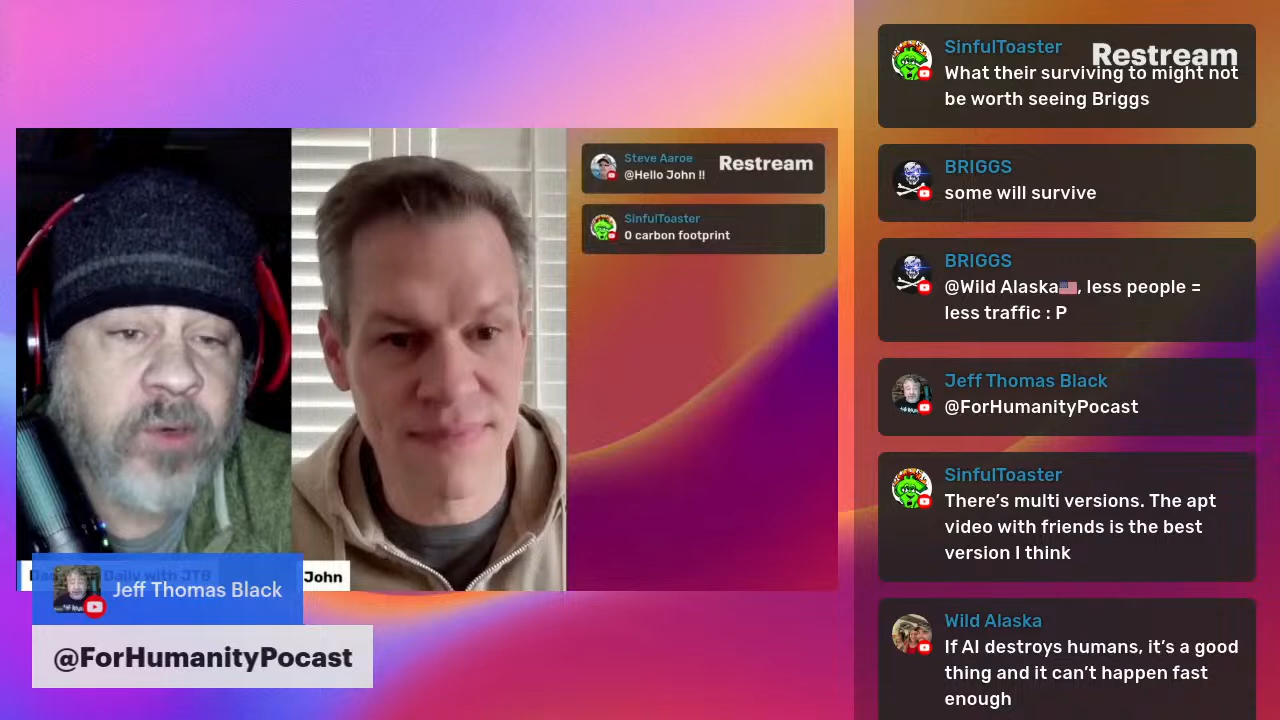 Steve Aaroe
@Hello John !!
Restream
SinfulToaster
0 carbon footprint
Daily with JTB
John
Jeff Thomas Black
@ForHumanityPocast
SinfulToaster
Restream
What their surviving to might not
be worth seeing Briggs
BRIGGS
some will survive
BRIGGS
@Wild Alaska🇺🇸, less people =
less traffic : P
Jeff Thomas Black
@ForHumanityPocast
SinfulToaster
There’s multi versions. The apt
video with friends is the best
version I think
Wild Alaska
If AI destroys humans, it’s a good
thing and it can’t happen fast
enough